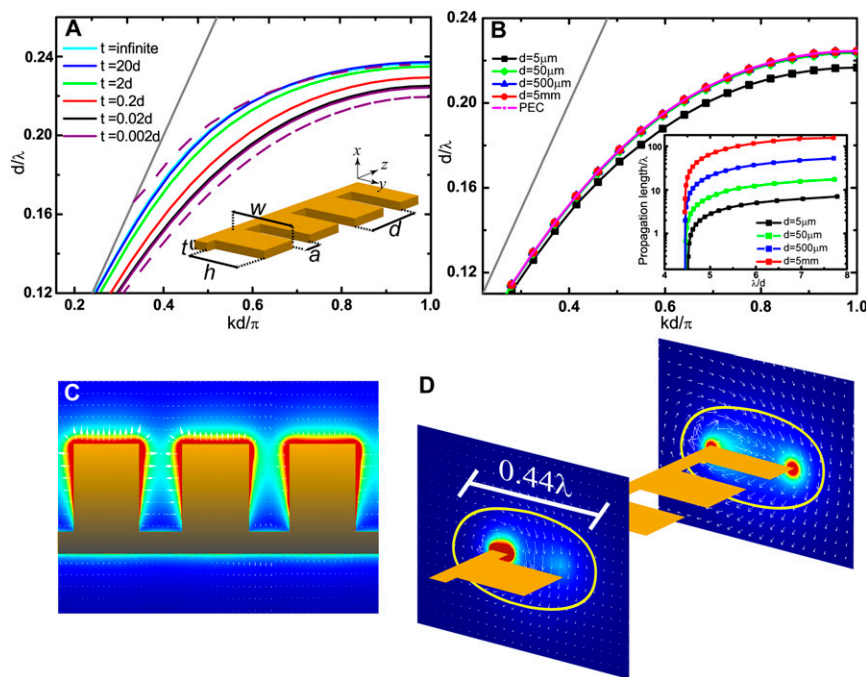 A
t =infinite
t =20d
t =2d
t =0.2d
t =0.02d
t =0.002d
0.24
0.20
0.16
0.12
d/λ
0.2
0.4
0.6
0.8
1.0
kd/π
x
z
y
w
t
h
a
d
B
d=5μm
d=50μm
d=500μm
d=5mm
PEC
0.24
0.20
0.16
0.12
d/λ
0.4
0.6
0.8
1.0
kd/π
Propagation length/λ
100
10
1
4
5
6
7
8
λ/d
d=5μm
d=50μm
d=500μm
d=5mm
C
D
0.44λ